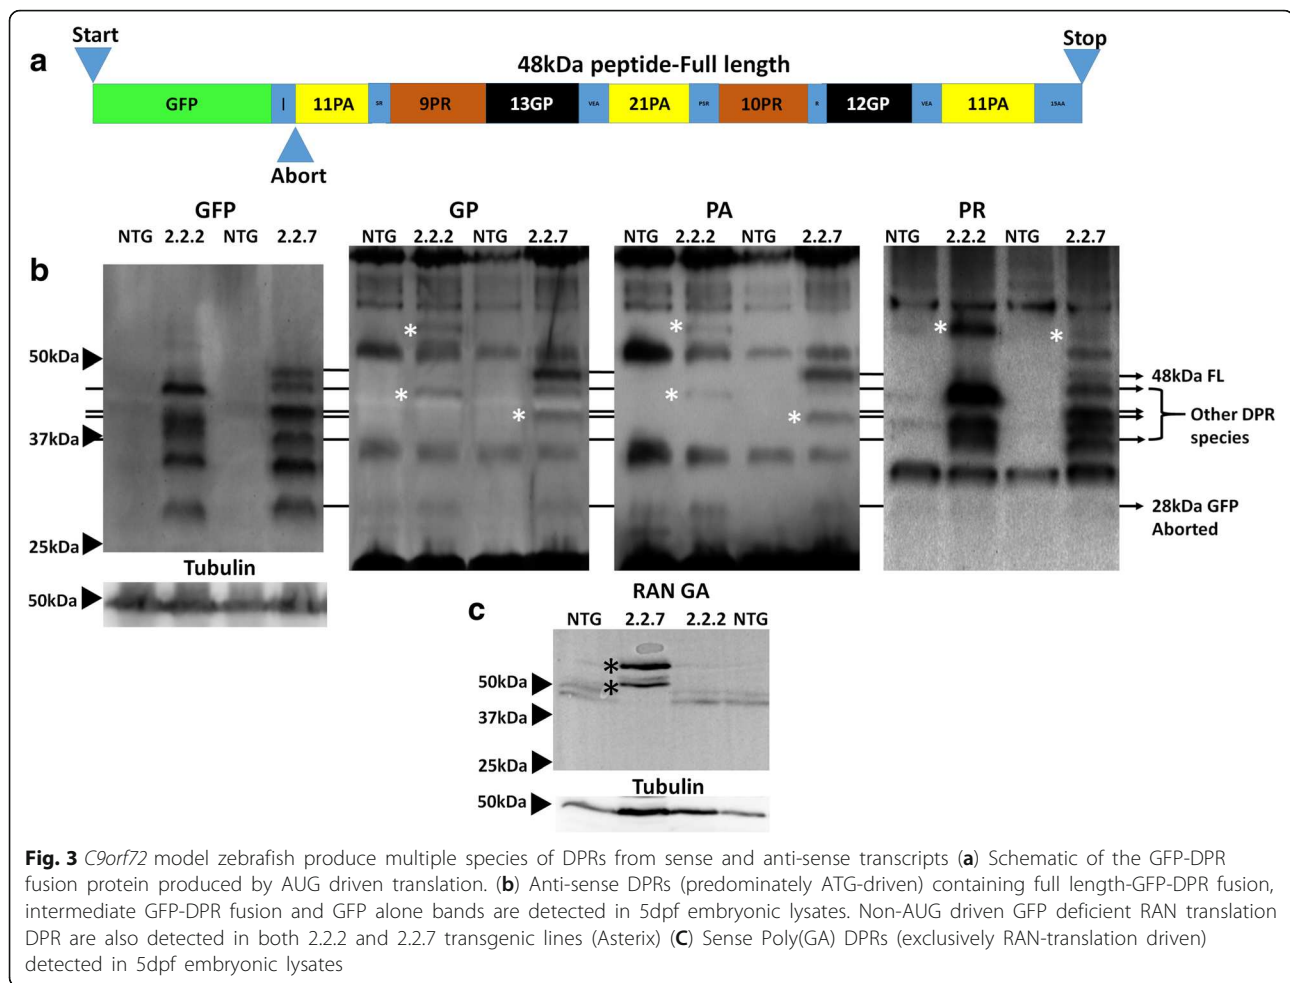 Start
Stop
a
48kDa peptide-Full length
GFP | 11PA SR 9PR 13GP VEA 21PA PSR 10PR R 12GP VEA 11PA 15AA
Abort
GFP GP PA PR
NTG 2.2.2 NTG 2.2.7 NTG 2.2.2 NTG 2.2.7 NTG 2.2.2 NTG 2.2.7 NTG 2.2.2 NTG 2.2.7
b
* * * * * * * *
50kDa
37kDa
25kDa
48kDa FL
Other DPR
species
28kDa GFP
Aborted
Tubulin
50kDa
c
RAN GA
NTG 2.2.7 2.2.2 NTG
*
*
50kDa
37kDa
25kDa
Tubulin
50kDa
Fig. 3 C9orf72 model zebrafish produce multiple species of DPRs from sense and anti-sense transcripts (a) Schematic of the GFP-DPR
fusion protein produced by AUG driven translation. (b) Anti-sense DPRs (predominately ATG-driven) containing full length-GFP-DPR fusion,
intermediate GFP-DPR fusion and GFP alone bands are detected in 5dpf embryonic lysates. Non-AUG driven GFP deficient RAN translation
DPR are also detected in both 2.2.2 and 2.2.7 transgenic lines (Asterix) (C) Sense Poly(GA) DPRs (exclusively RAN-translation driven)
detected in 5dpf embryonic lysates